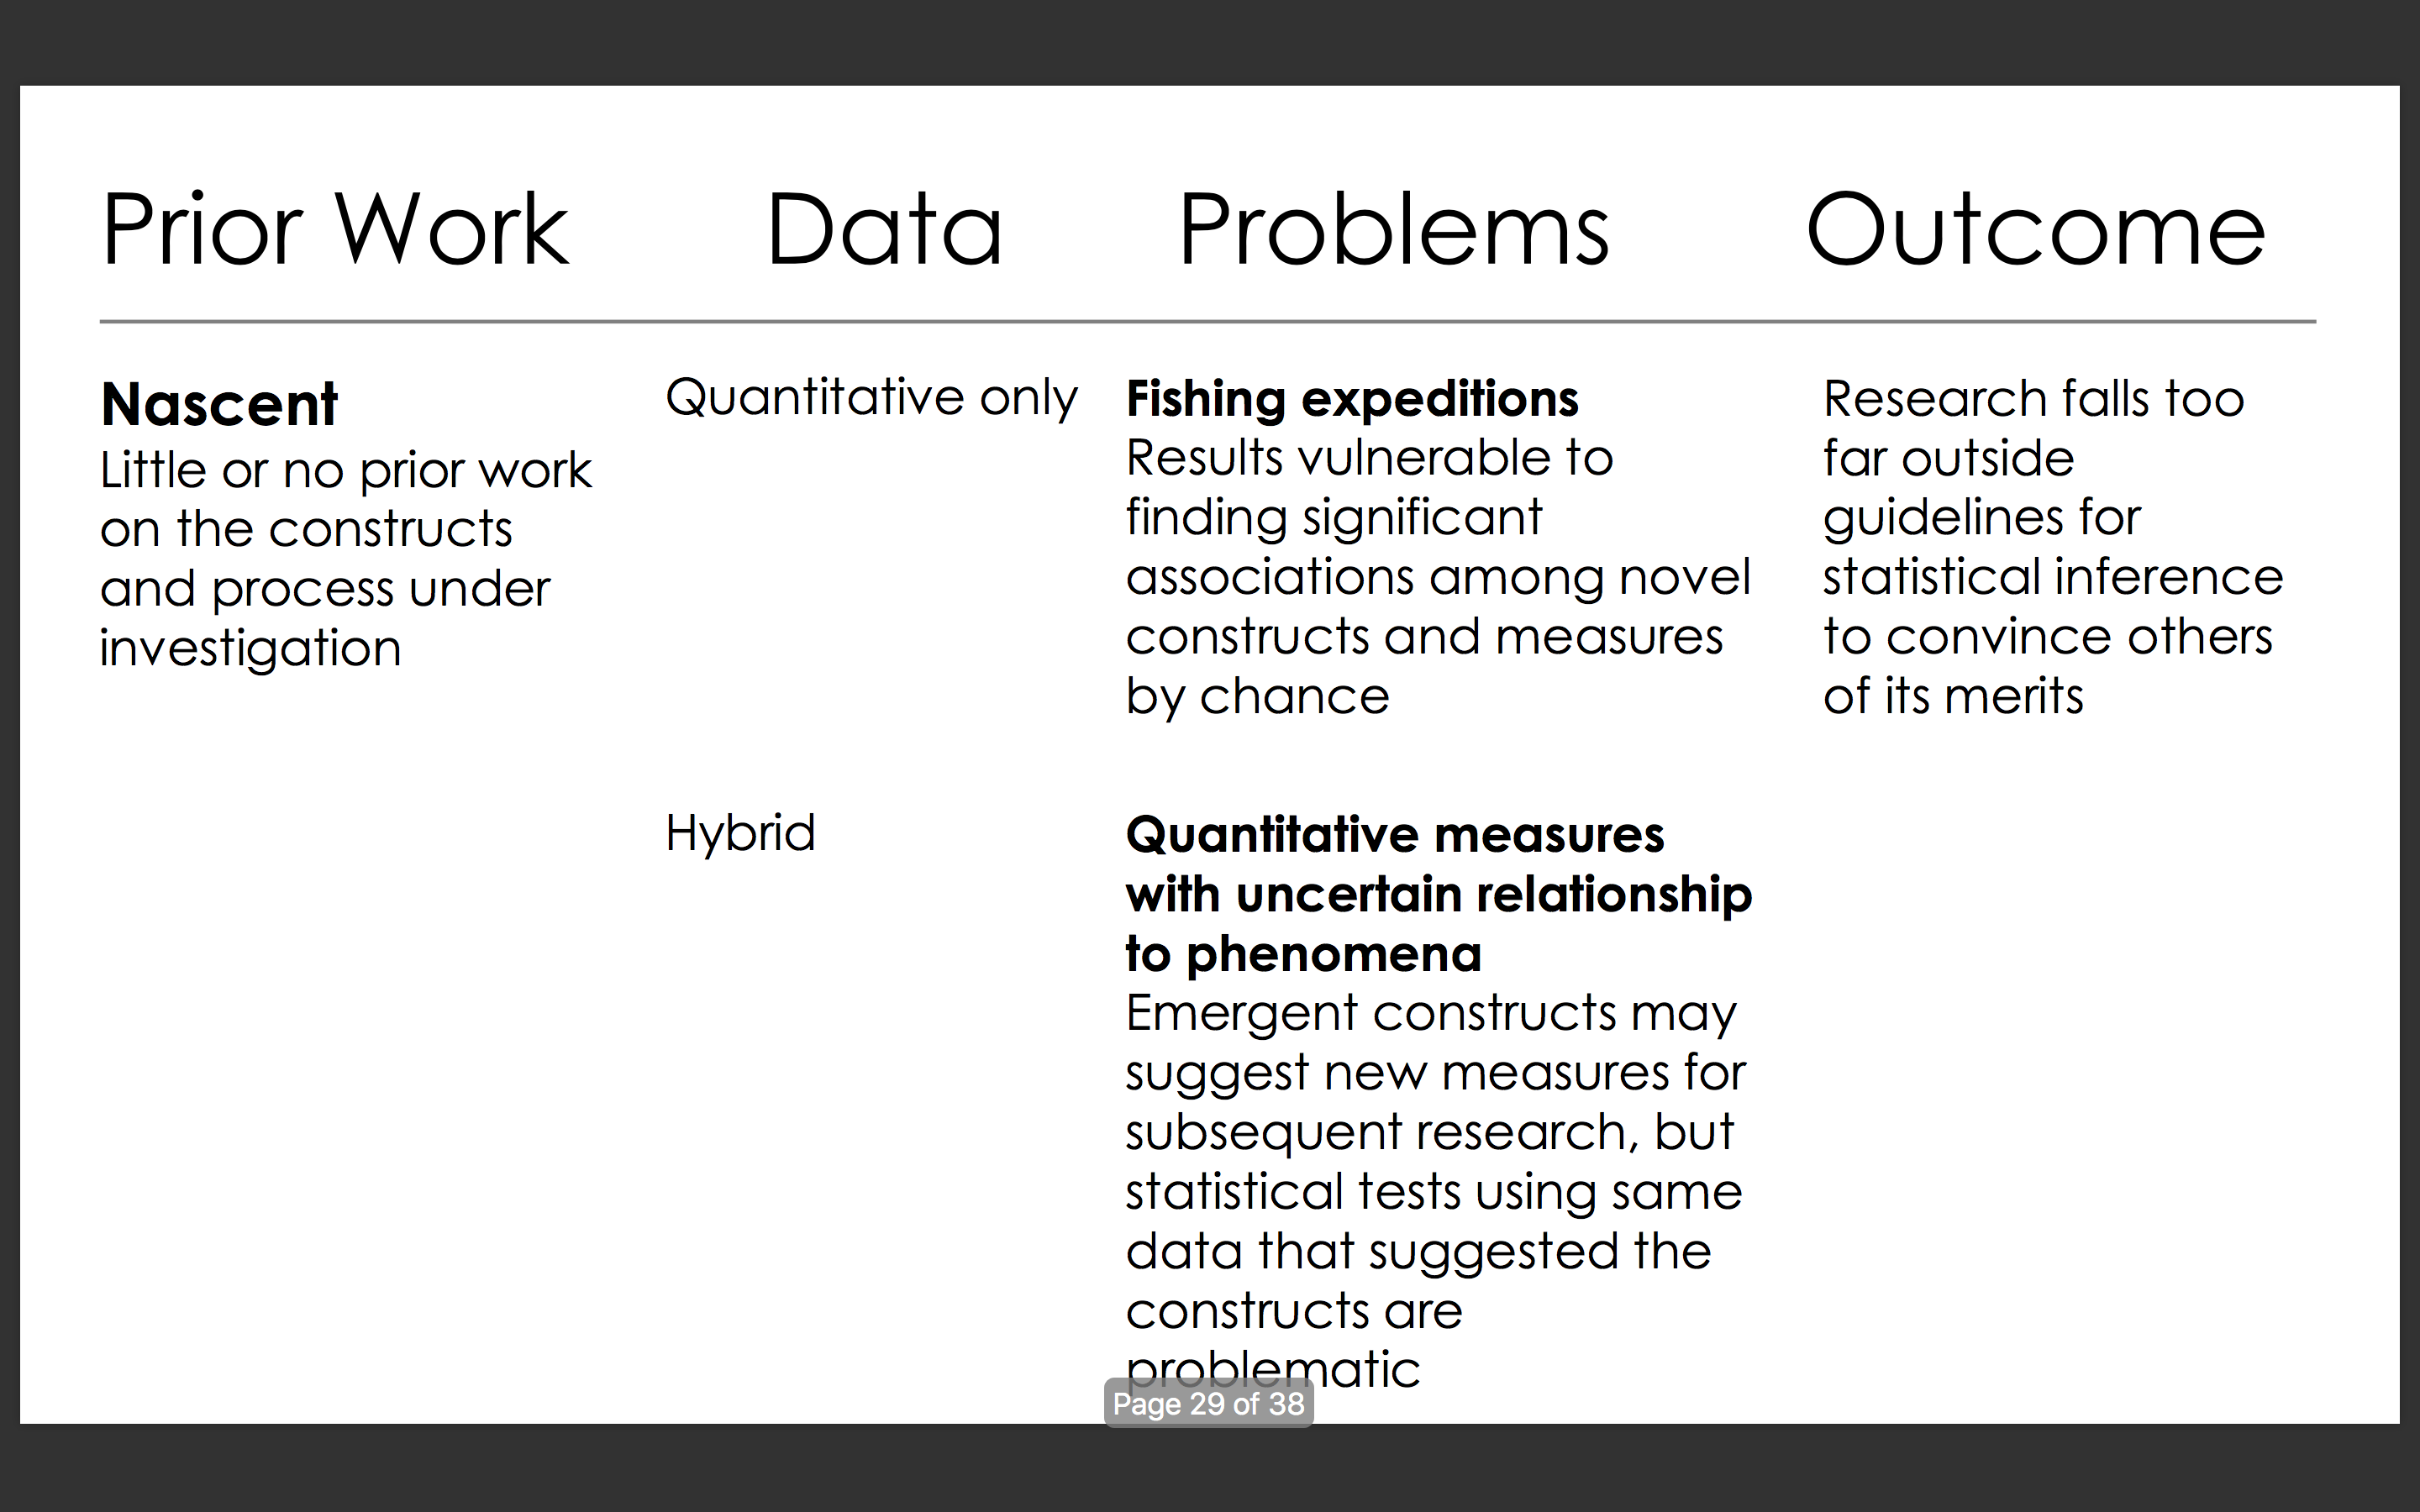 Prior Work Data Problems Outcome
Nascent
Little or no prior work
on the constructs
and process under
investigation
Quantitative only
Fishing expeditions
Results vulnerable to
finding significant
associations among novel
constructs and measures
by chance
Research falls too
far outside
guidelines for
statistical inference
to convince others
of its merits
Hybrid
Quantitative measures
with uncertain relationship
to phenomena
Emergent constructs may
suggest new measures for
subsequent research, but
statistical tests using same
data that suggested the
constructs are
problematic
Page 29 of 38